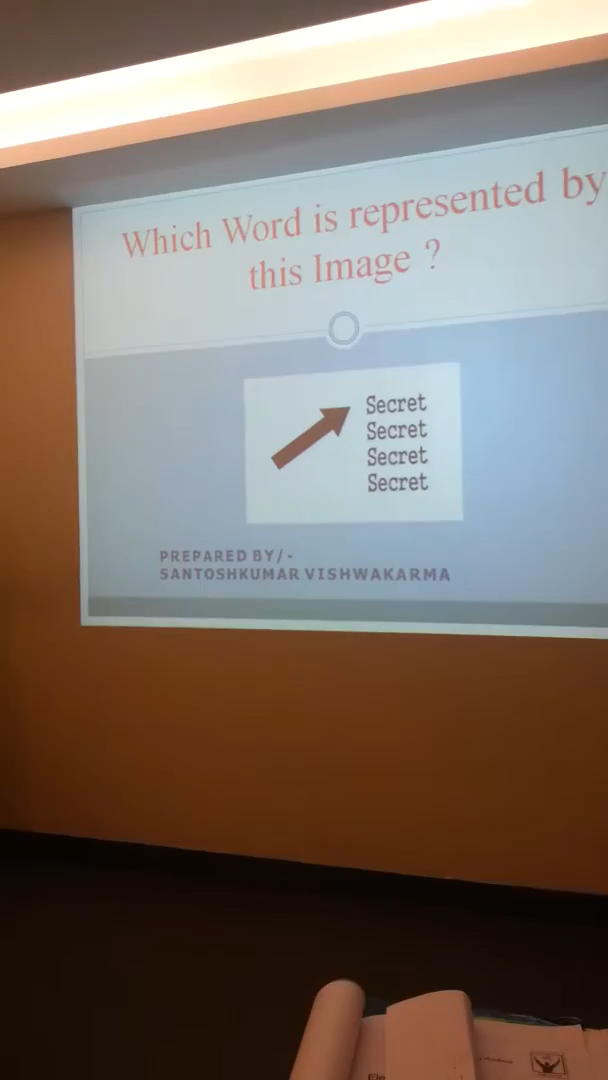 Which Word is represented by
this Image ?
Secret
Secret
Secret
Secret
PREPARED BY/-
SANTOSHKUMAR VISHWAKARMA